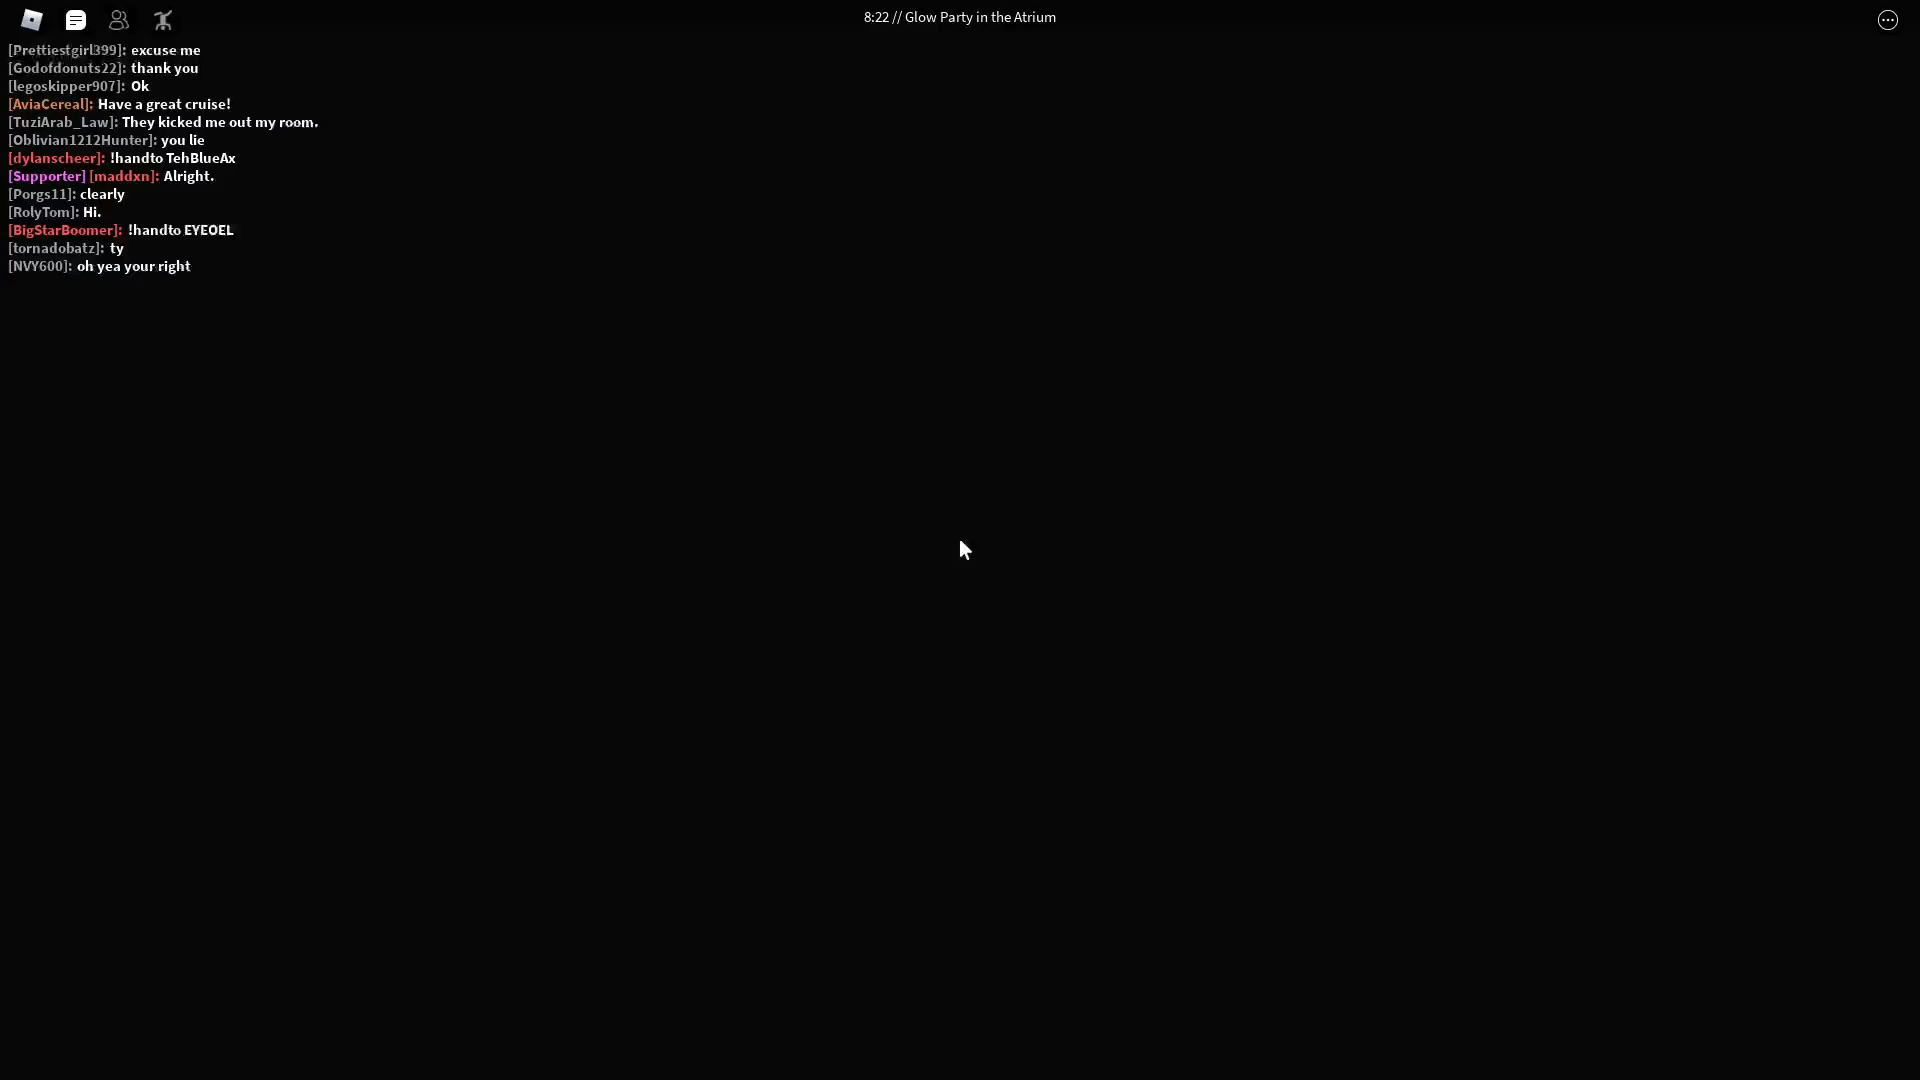 8:22 // Glow Party in the Atrium
[Prettiestgirl399]: excuse me
[Godofdonuts22]: thank you
[legoskipper907]: Ok
[AviaCereal]: Have a great cruise!
[TuziArab_Law]: They kicked me out my room.
[Oblivian1212Hunter]: you lie
[dylanscheer]: !handto TehBlueAx
[Supporter] [maddxn]: Alright.
[Porgs11]: clearly
[RolyTom]: Hi.
[BigStarBoomer]: !handto EYEOEL
[tornadobatz]: ty
[NVY600]: oh yea your right